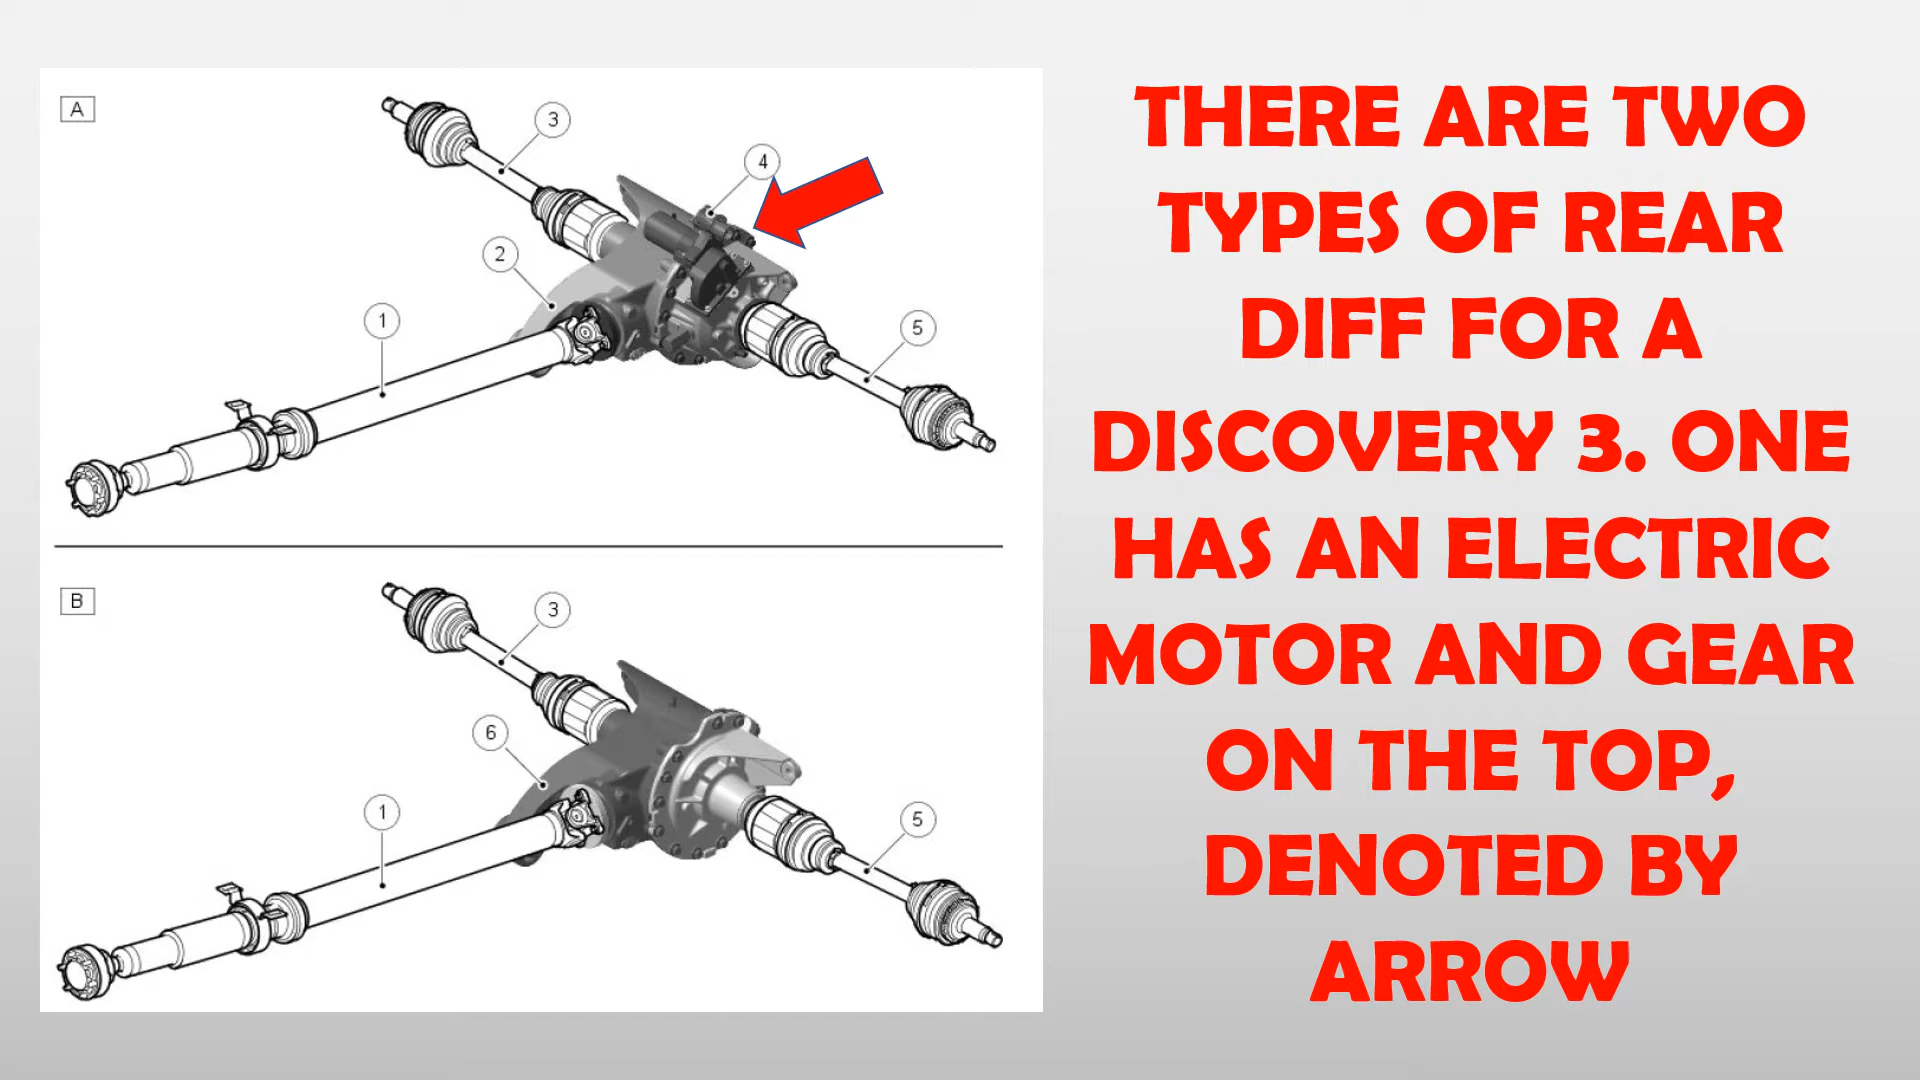 A
3
4
2
1
5
B
3
6
1
5
THERE ARE TWO
TYPES OF REAR
DIFF FOR A
DISCOVERY 3. ONE
HAS AN ELECTRIC
MOTOR AND GEAR
ON THE TOP,
DENOTED BY
ARROW